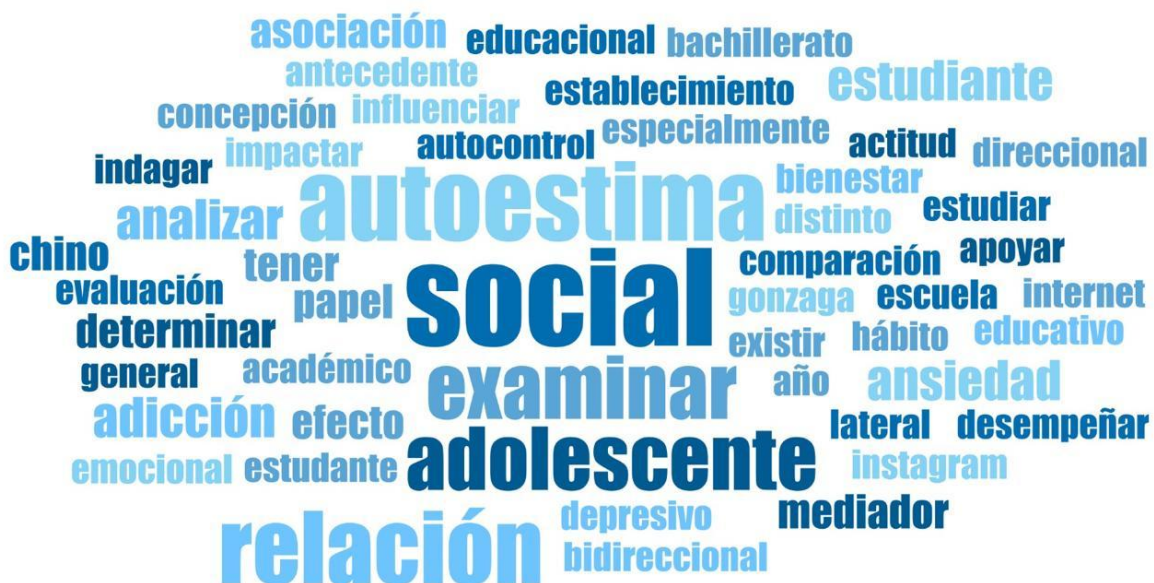 asociación educacional bachillerato
antecedente establecimiento estudiante
concepción influenciar especialmente
indagar impactar autocontrol actitud direccional
analizar autoestima bienestar
distinto estudiar
chino tener social comparación apoyar
evaluación papel gonzaga escuela internet
determinar existir hábito educativo
general académico examinar año ansiedad
adicción efecto lateral desempeñar
emocional estudante adolescente instagram
relación depresivo mediador
bidireccional